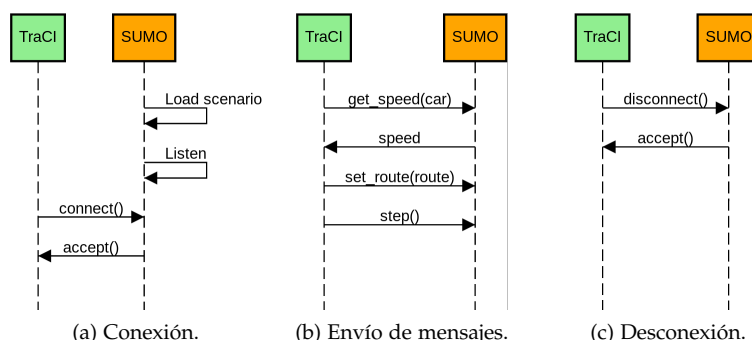 TraCI
SUMO
Load scenario
Listen
connect()
accept()
(a) Conexión.
TraCI
SUMO
get_speed(car)
speed
set_route(route)
step()
(b) Envío de mensajes.
TraCI
SUMO
disconnect()
accept()
(c) Desconexión.